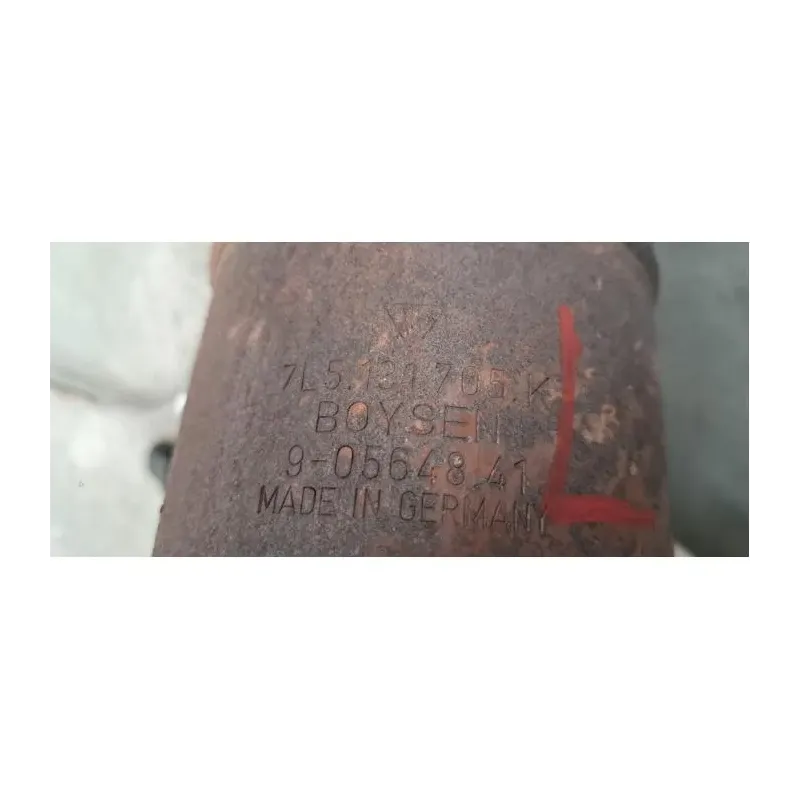 7L5.131 705.K
BOYSEN
9-05648.41
MADE IN GERMANY
L